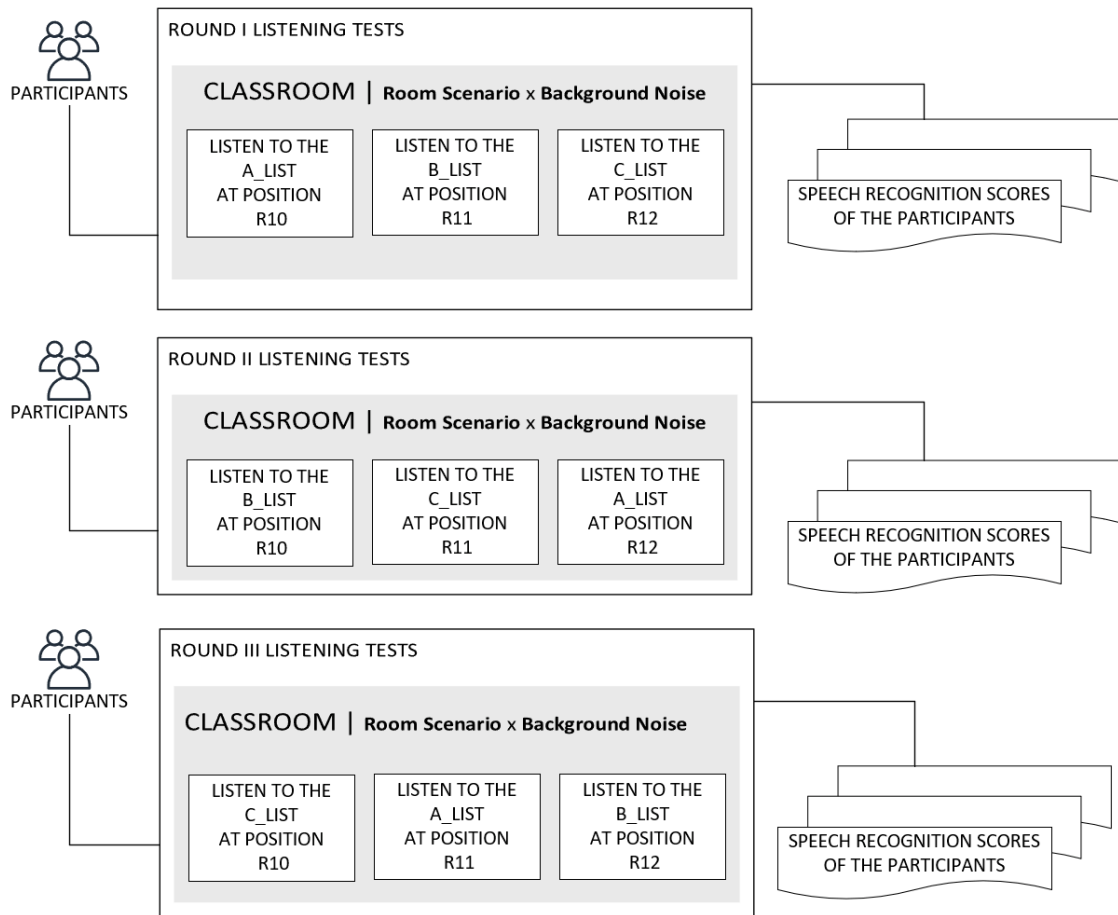 PARTICIPANTS
ROUND I LISTENING TESTS
CLASSROOM | Room Scenario x Background Noise
LISTEN TO THE
A_LIST
AT POSITION
R10
LISTEN TO THE
B_LIST
AT POSITION
R11
LISTEN TO THE
C_LIST
AT POSITION
R12
SPEECH RECOGNITION SCORES
OF THE PARTICIPANTS
PARTICIPANTS
ROUND II LISTENING TESTS
CLASSROOM | Room Scenario x Background Noise
LISTEN TO THE
B_LIST
AT POSITION
R10
LISTEN TO THE
C_LIST
AT POSITION
R11
LISTEN TO THE
A_LIST
AT POSITION
R12
SPEECH RECOGNITION SCORES
OF THE PARTICIPANTS
PARTICIPANTS
ROUND III LISTENING TESTS
CLASSROOM | Room Scenario x Background Noise
LISTEN TO THE
C_LIST
AT POSITION
R10
LISTEN TO THE
A_LIST
AT POSITION
R11
LISTEN TO THE
B_LIST
AT POSITION
R12
SPEECH RECOGNITION SCORES
OF THE PARTICIPANTS